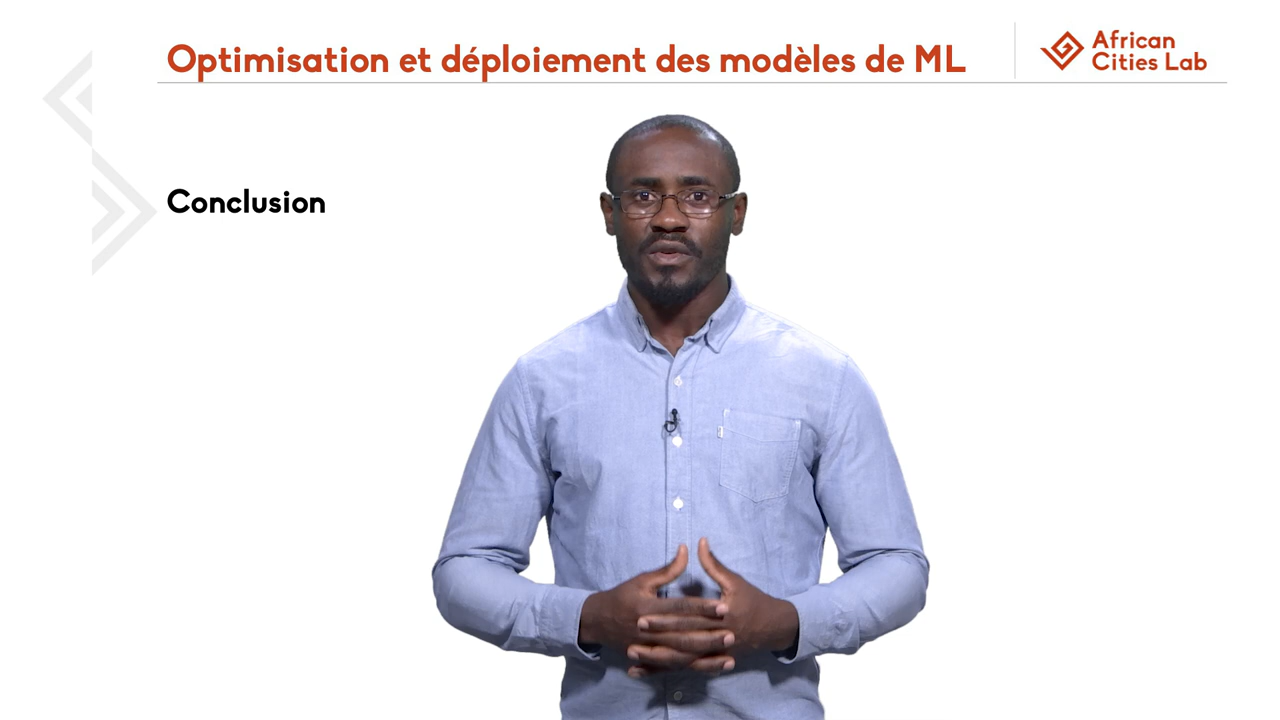 Optimisation et déploiement des modèles de ML
African
Cities Lab
Conclusion